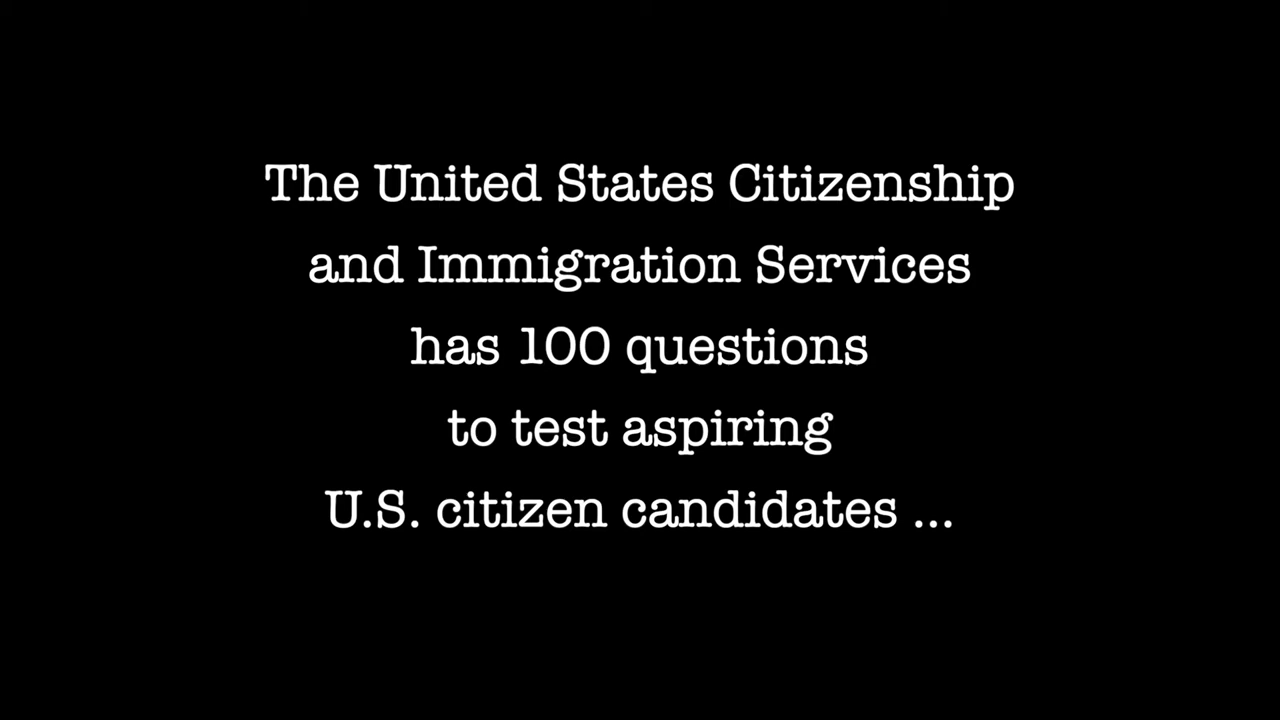 The United States Citizenship
and Immigration Services
has 100 questions
to test aspiring
U.S. citizen candidates ...